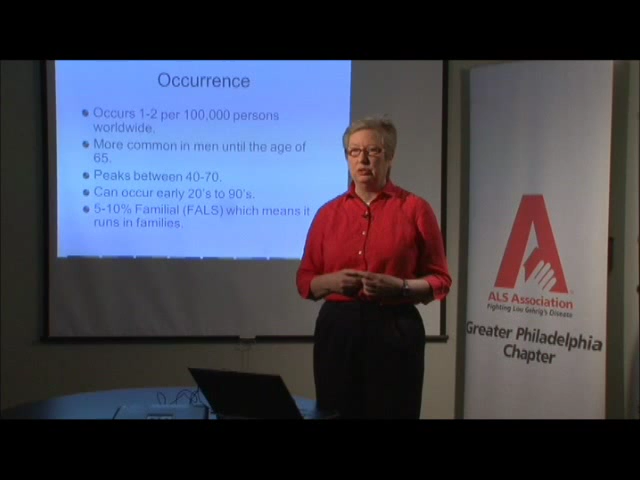 Occurrence
Occurs 1-2 per 100,000 persons
worldwide.
More common in men until the age of
65.
Peaks between 40-70.
Can occur early 20's to 90's.
5-10% Familial (FALS) which means it
runs in families.
ALS Association
Fighting Lou Gehrig's Disease
Greater Philadelphia
Chapter